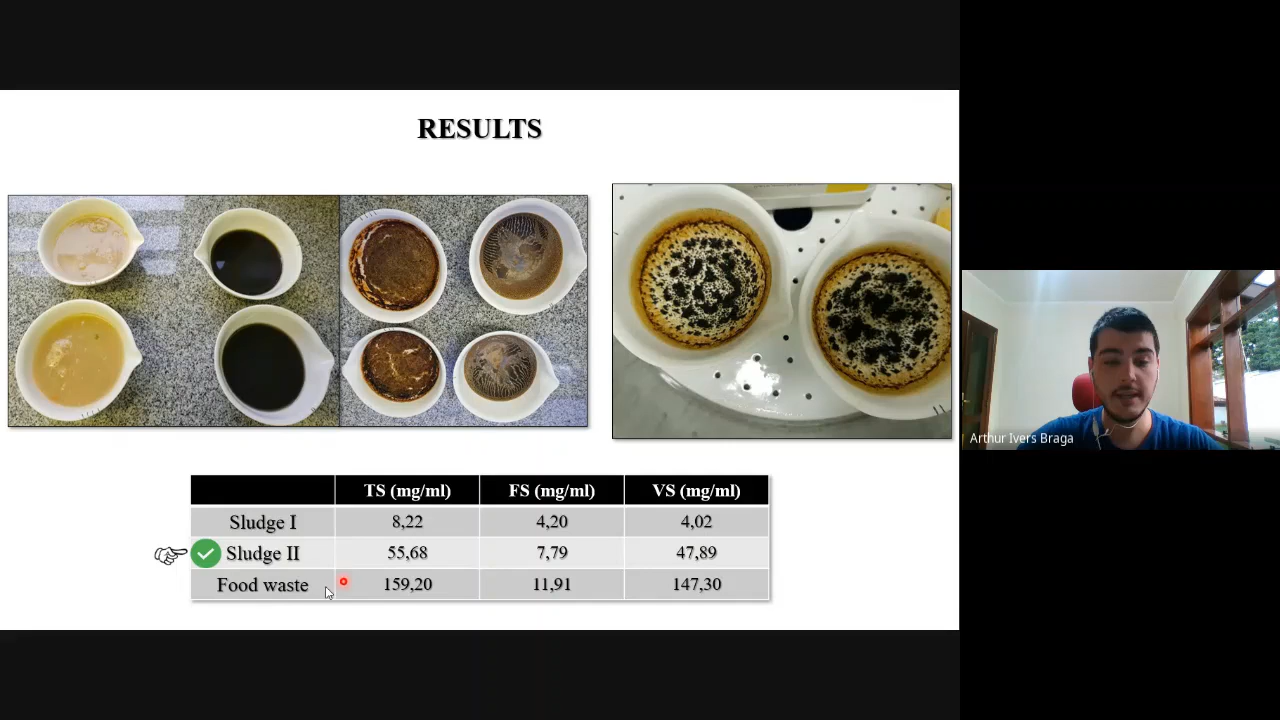 RESULTS
TS (mg/ml) FS (mg/ml) VS (mg/ml)
Sludge I 8,22 4,20 4,02
Sludge II 55,68 7,79 47,89
Food waste 159,20 11,91 147,30
Arthur Ivers Braga